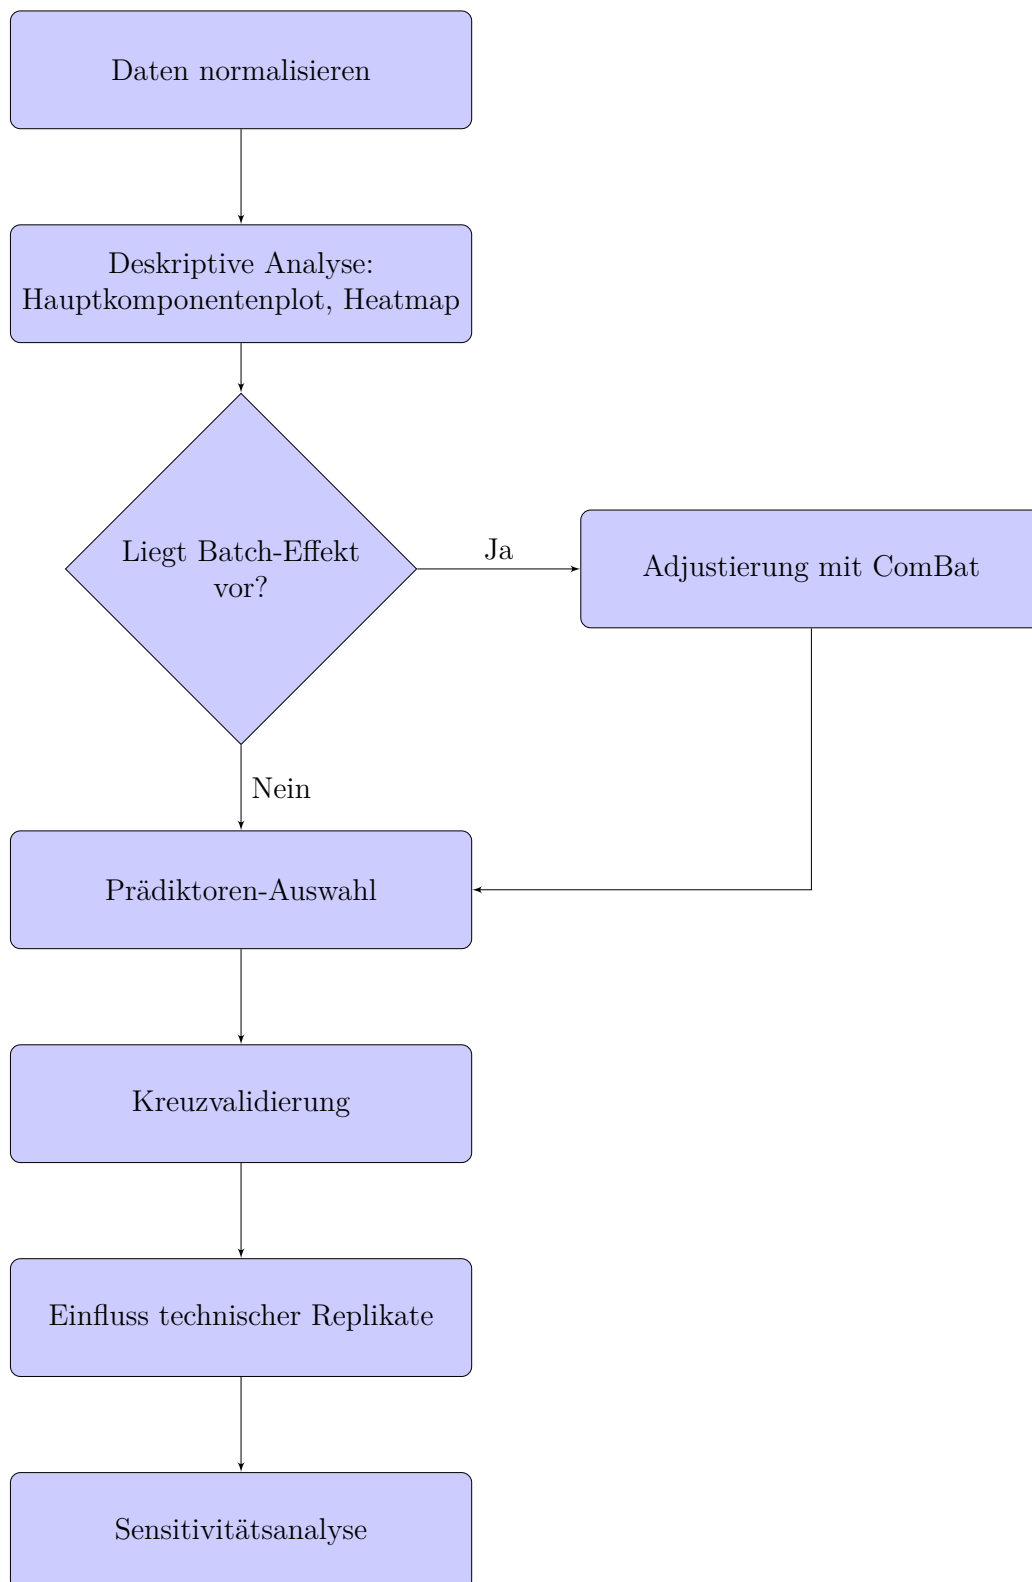 Daten normalisieren
Deskriptive Analyse:
Hauptkomponentenplot, Heatmap
Liegt Batch-Effekt
vor?
Ja
Adjustierung mit ComBat
Nein
Prädiktoren-Auswahl
Kreuzvalidierung
Einfluss technischer Replikate
Sensitivitätsanalyse